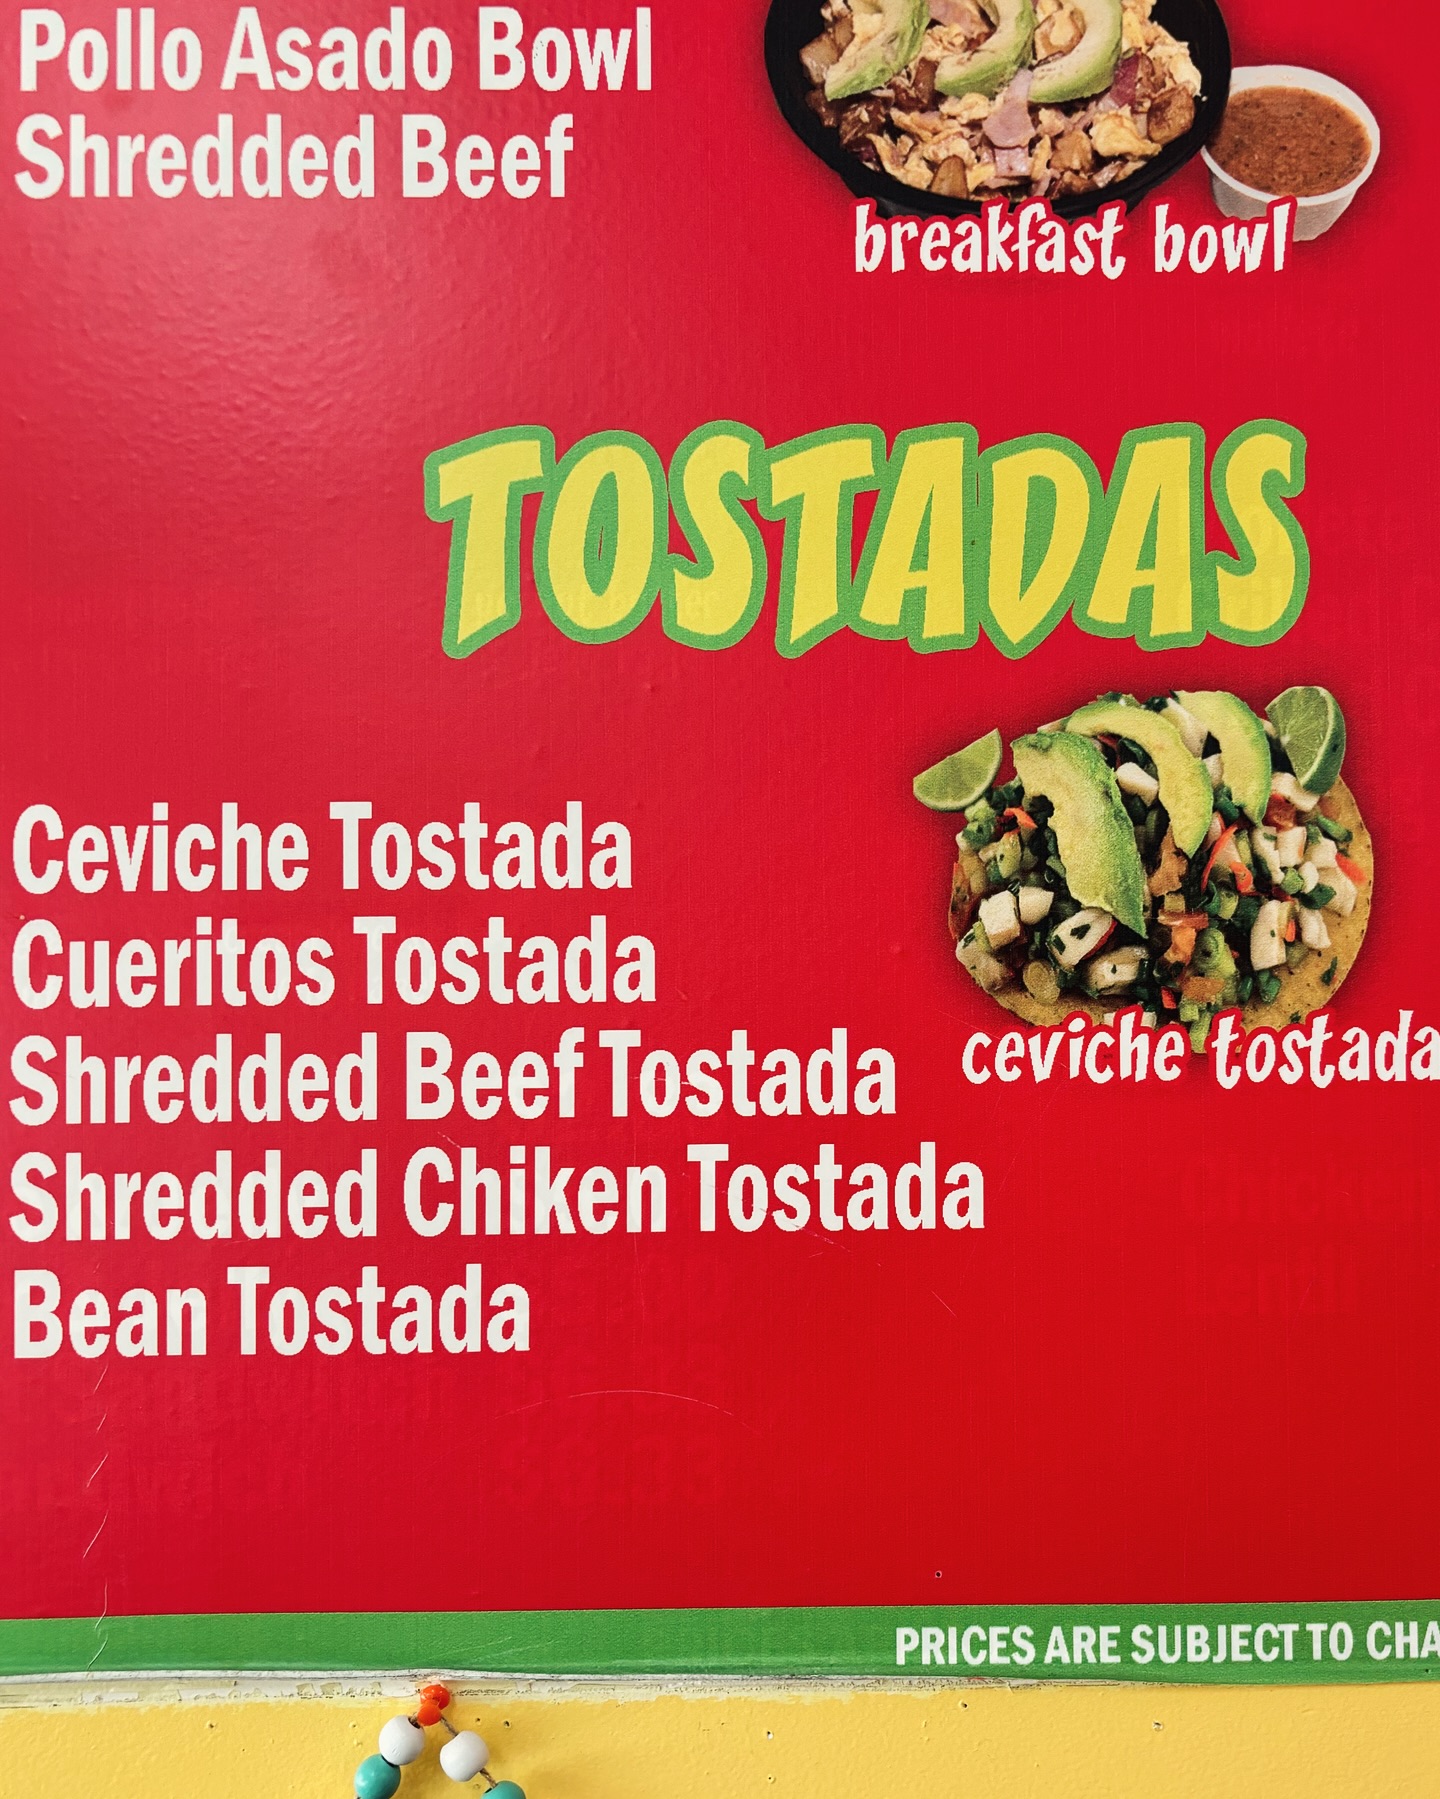 Pollo Asado Bowl
Shredded Beef
breakfast bowl
TOSTADAS
Ceviche Tostada
Cueritos Tostada
Shredded Beef Tostada
ceviche tostada
Shredded Chiken Tostada
Bean Tostada
PRICES ARE SUBJECT TO CHA